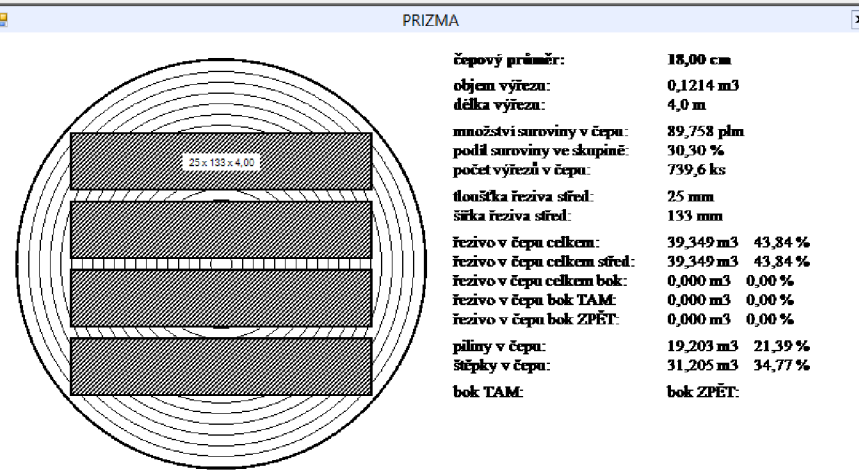 PRIZMA
25 x 133 x 4,00
čepový průměr: 18,00 cm
objem výřezu: 0,1214 m3
délka výřezu: 4,0 m
množství suroviny v čepu: 89,758 plm
podíl suroviny ve skupině: 30,30 %
počet výřezů v čepu: 739,6 ks
tloušťka řeziva střed: 25 mm
šířka řeziva střed: 133 mm
řezivo v čepu celkem: 39,349 m3 43,84 %
řezivo v čepu celkem střed: 39,349 m3 43,84 %
řezivo v čepu celkem bok: 0,000 m3 0,00 %
řezivo v čepu bok TAM: 0,000 m3 0,00 %
řezivo v čepu bok ZPĚT: 0,000 m3 0,00 %
piliny v čepu: 19,203 m3 21,39 %
štěpky v čepu: 31,205 m3 34,77 %
bok TAM: bok ZPĚT: